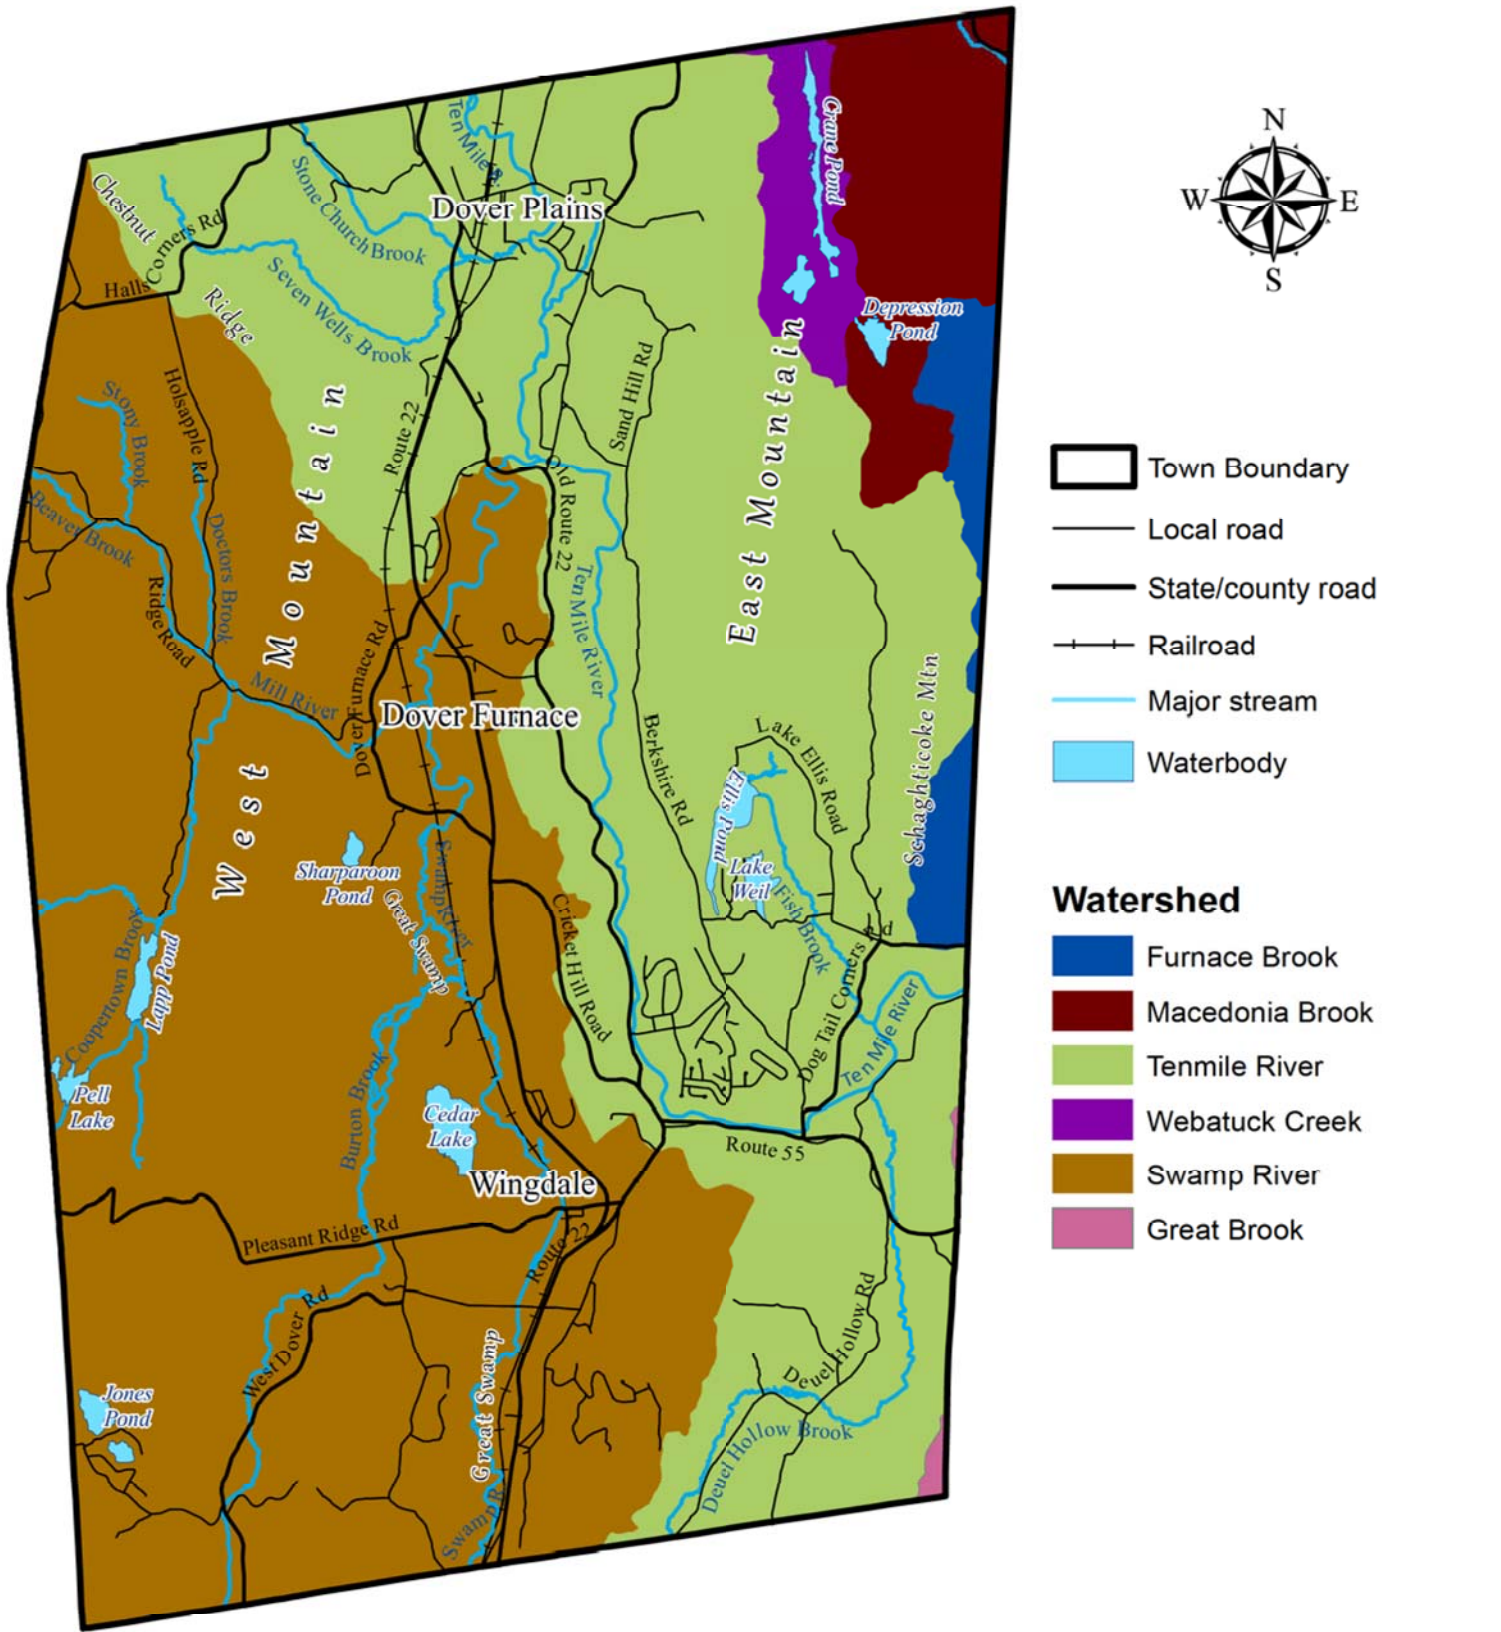 Ten Mile R.
Crane Pond
Chestnut
Ridge
Stone Church Brook
Dover Plains
Halls Corners Rd
Seven Wells Brook
Depression
Pond
Holsapple Rd
Stony Brook
Route 22
Sand Hill Rd
East Mountain
West Mountain
Beaver Brook
Doctors Brook
Old Route 22
Ten Mile River
Ridge Road
Mill River
Dover Furnace Rd
Dover Furnace
Berkshire Rd
Lake Ellis Road
Schaghticoke Mtn
Ellis Pond
Lake
Weil
Fish Brook
Sharparoon
Pond
Swamp River
Great Swamp
Cricket Hill Road
Coopertown Brook
Lapp Pond
Dog Tail Corners Rd
Ten Mile River
Pell
Lake
Burton Brook
Cedar
Lake
Route 55
Wingdale
Pleasant Ridge Rd
Route 22
West Dover Rd
Deuel Hollow Rd
Great Swamp
Jones
Pond
Deuel Hollow Brook
Swamp R.
N
W E
S
Town Boundary
Local road
State/county road
Railroad
Major stream
Waterbody
Watershed
Furnace Brook
Macedonia Brook
Tenmile River
Webatuck Creek
Swamp River
Great Brook